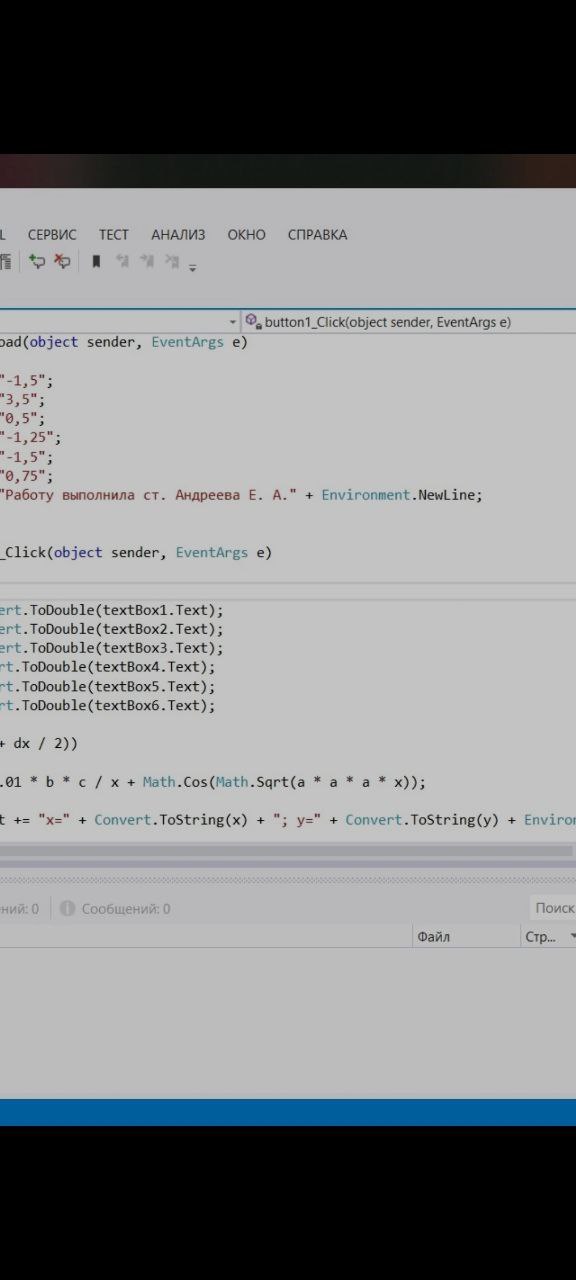 L СЕРВИС ТЕСТ АНАЛИЗ ОКНО СПРАВКА
button1_Click(object sender, EventArgs e)
oad(object sender, EventArgs e)
"-1,5";
"3,5";
"0,5";
"-1,25";
"-1,5";
"0,75";
"Работу выполнила ст. Андреева Е. А." + Environment.NewLine;
_Click(object sender, EventArgs e)
ert.ToDouble(textBox1.Text);
ert.ToDouble(textBox2.Text);
ert.ToDouble(textBox3.Text);
rt.ToDouble(textBox4.Text);
rt.ToDouble(textBox5.Text);
rt.ToDouble(textBox6.Text);
+ dx / 2))
.01 * b * c / x + Math.Cos(Math.Sqrt(a * a * a * x));
t += "x=" + Convert.ToString(x) + "; y=" + Convert.ToString(y) + Enviror
ний: 0 Сообщений: 0 Поиск
Файл Стр...